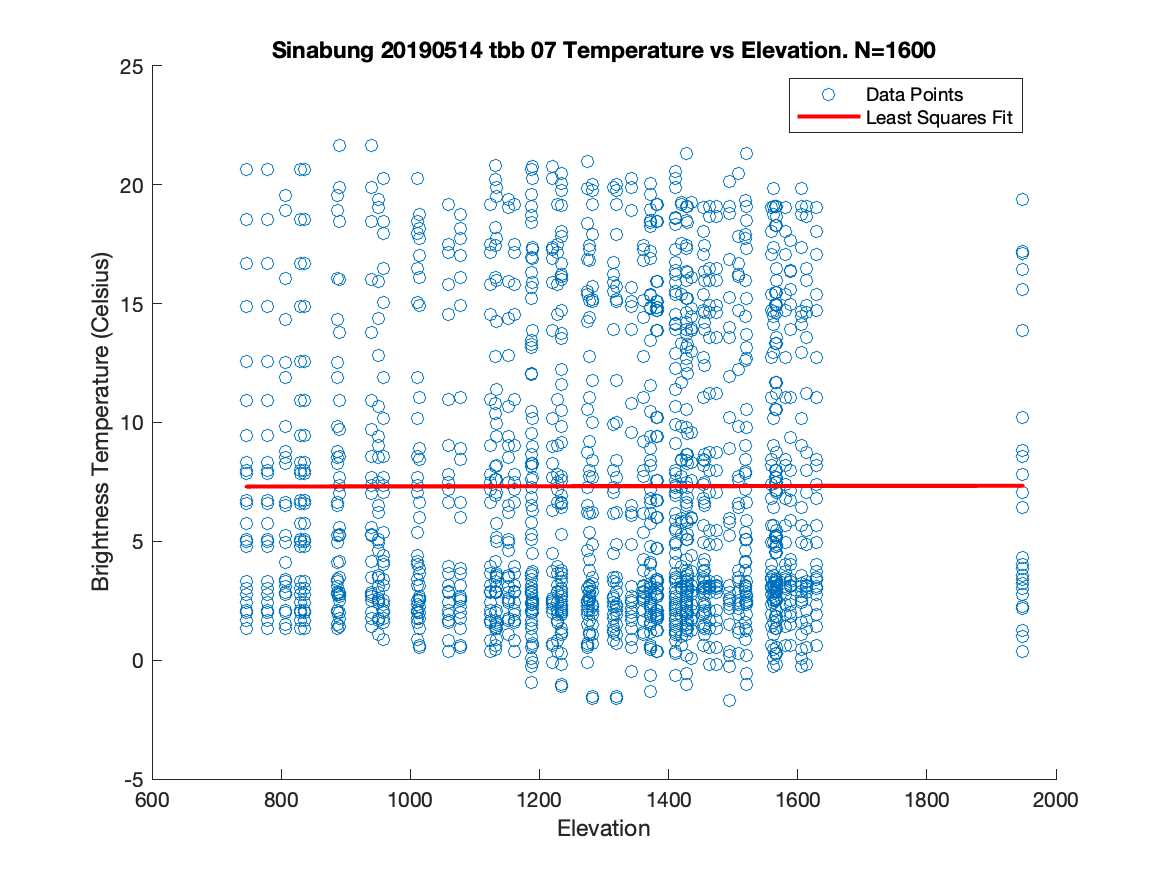 Sinabung 20190514 tbb 07 Temperature vs Elevation. N=1600
Data Points
Least Squares Fit
Brightness Temperature (Celsius)
25
20
15
10
5
0
-5
600 800 1000 1200 1400 1600 1800 2000
Elevation